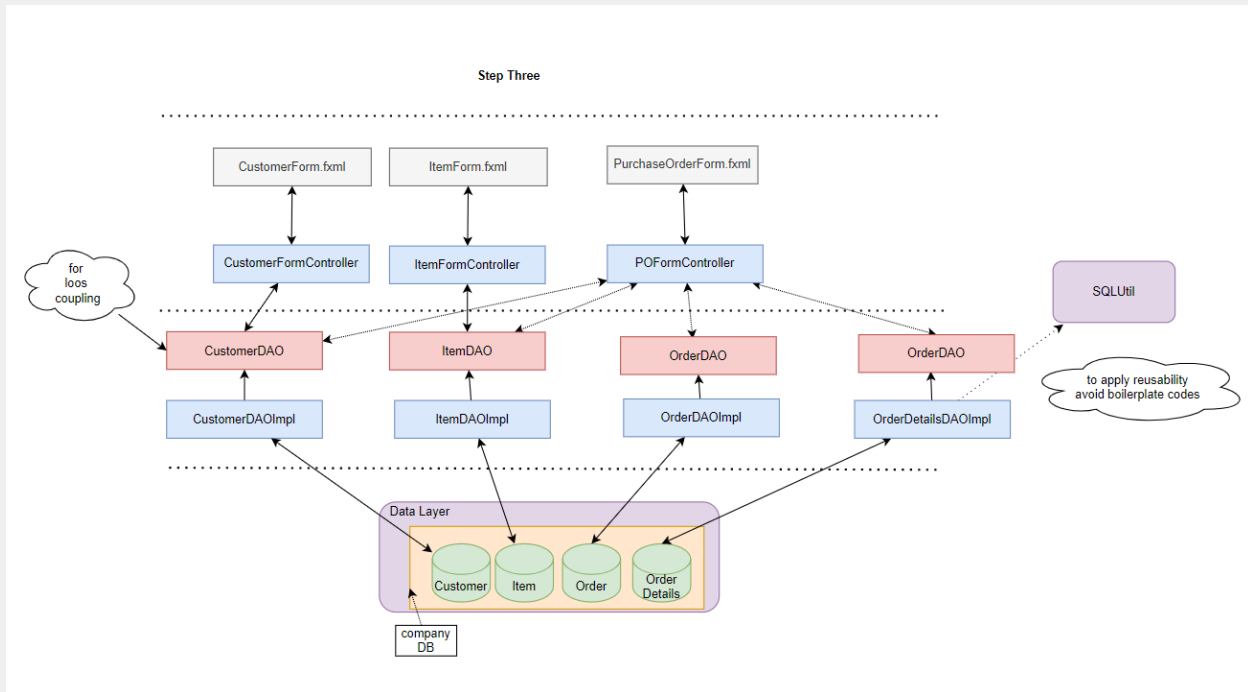 Step Three
CustomerForm.fxml
ItemForm.fxml
PurchaseOrderForm.fxml
CustomerFormController
ItemFormController
POFormController
for
loos
coupling
SQLUtil
CustomerDAO
ItemDAO
OrderDAO
OrderDAO
to apply reusability
avoid boilerplate codes
CustomerDAOImpl
ItemDAOImpl
OrderDAOImpl
OrderDetailsDAOImpl
Data Layer
Customer
Item
Order
Order
Details
company
DB